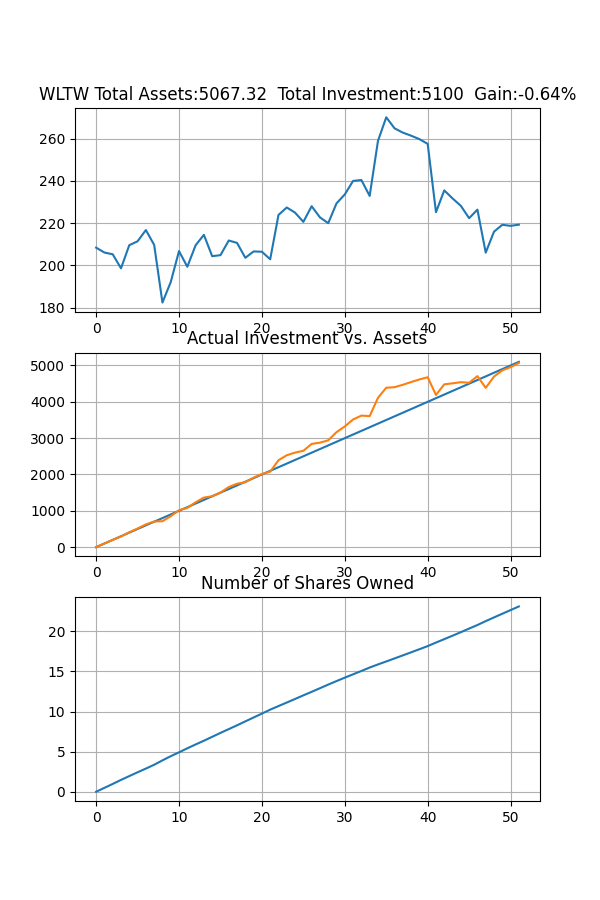 WLTW Total Assets:5067.32  Total Investment:5100  Gain:-0.64%
260
240
220
200
180
0 10 20 30 40 50
Actual Investment vs. Assets
5000
4000
3000
2000
1000
0
0 10 20 30 40 50
Number of Shares Owned
20
15
10
5
0
0 10 20 30 40 50